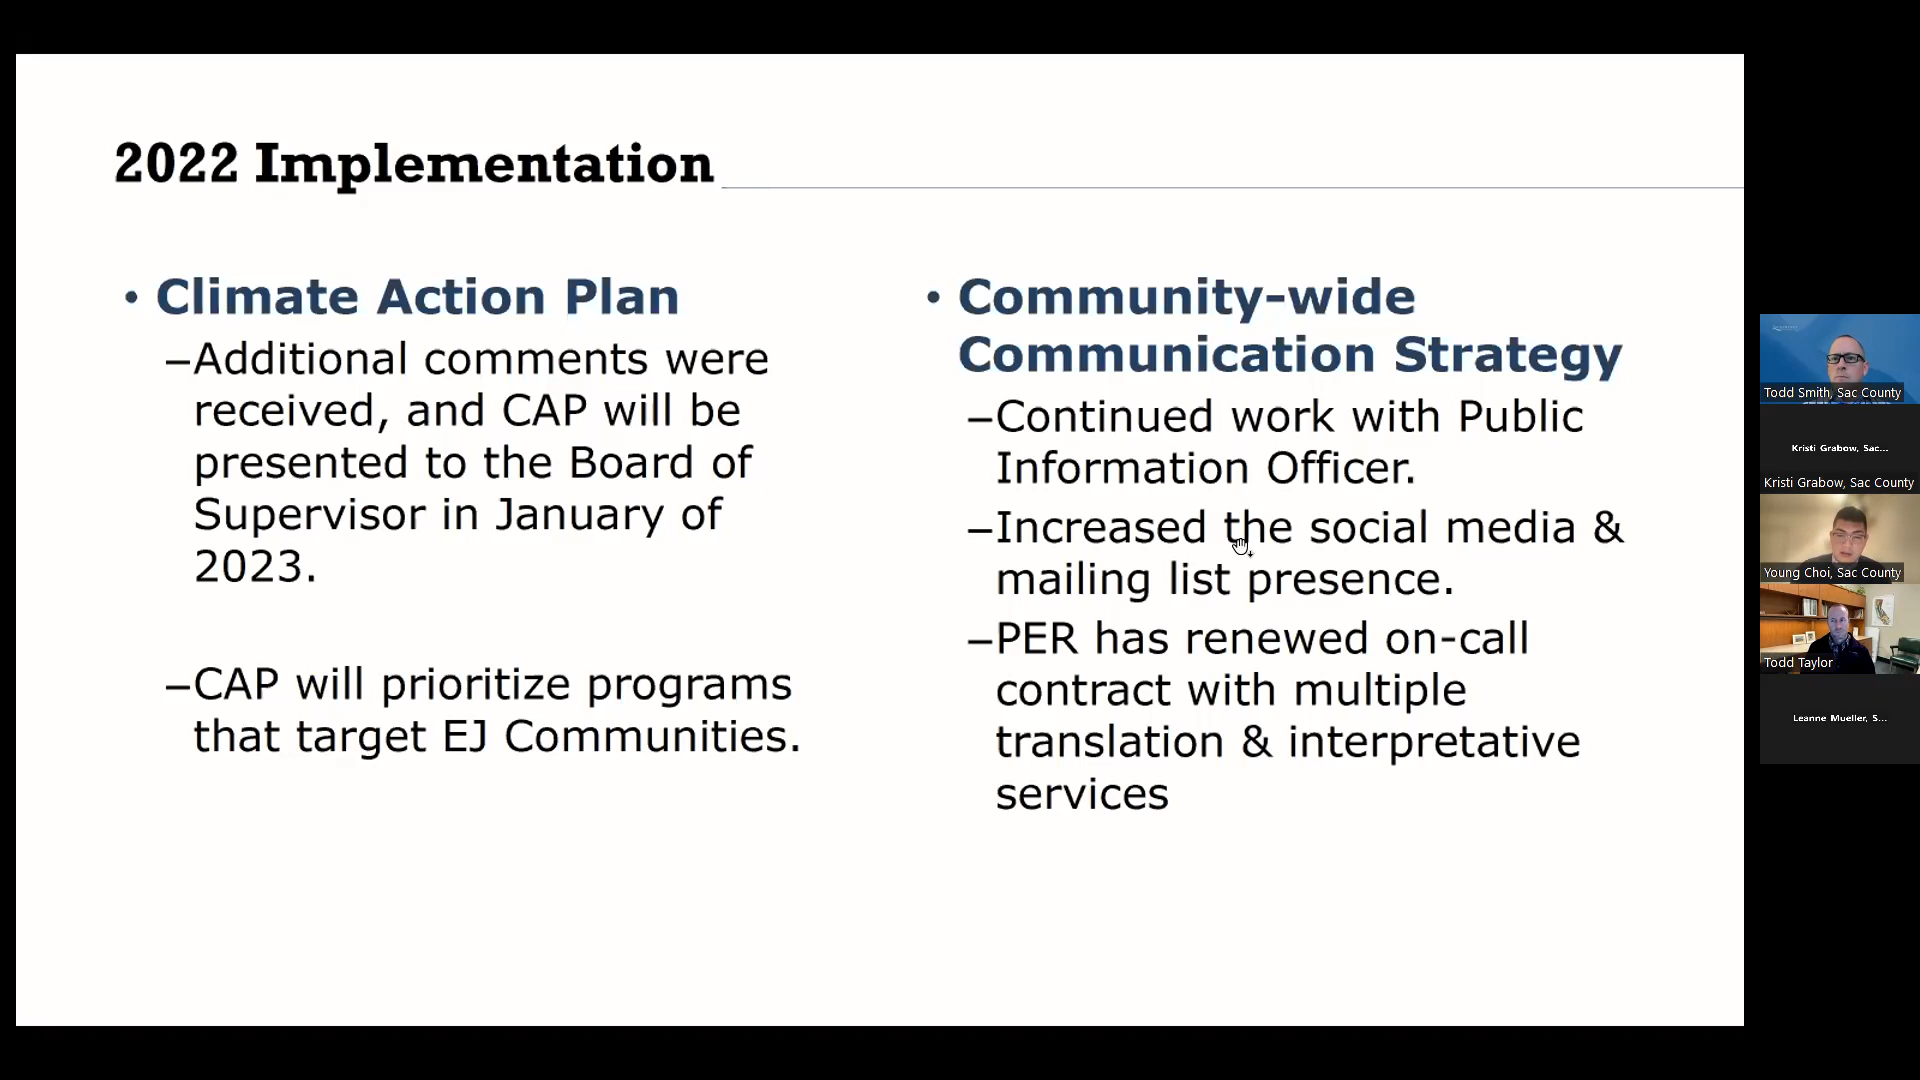 2022 Implementation
• Climate Action Plan
–Additional comments were
received, and CAP will be
presented to the Board of
Supervisor in January of
2023.
–CAP will prioritize programs
that target EJ Communities.
• Community-wide
Communication Strategy
–Continued work with Public
Information Officer.
–Increased the social media &
mailing list presence.
–PER has renewed on-call
contract with multiple
translation & interpretative
services
Todd Smith, Sac County
Kristi Grabow, Sac...
Kristi Grabow, Sac County
Young Choi, Sac County
Todd Taylor
Leanne Mueller, S...